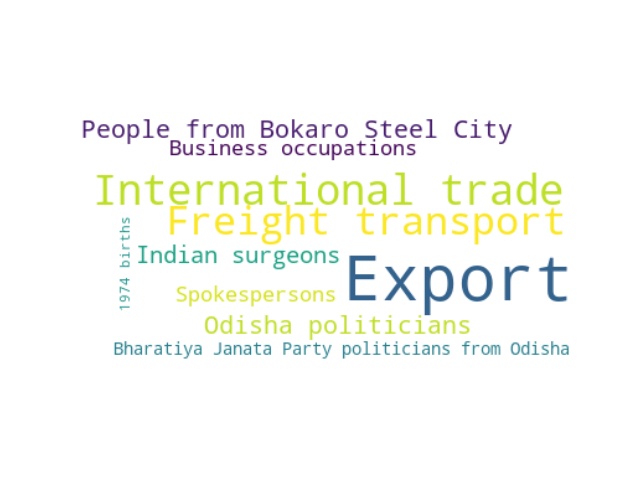 People from Bokaro Steel City
Business occupations
International trade
Freight transport
1974 births
Indian surgeons
Export
Spokespersons
Odisha politicians
Bharatiya Janata Party politicians from Odisha